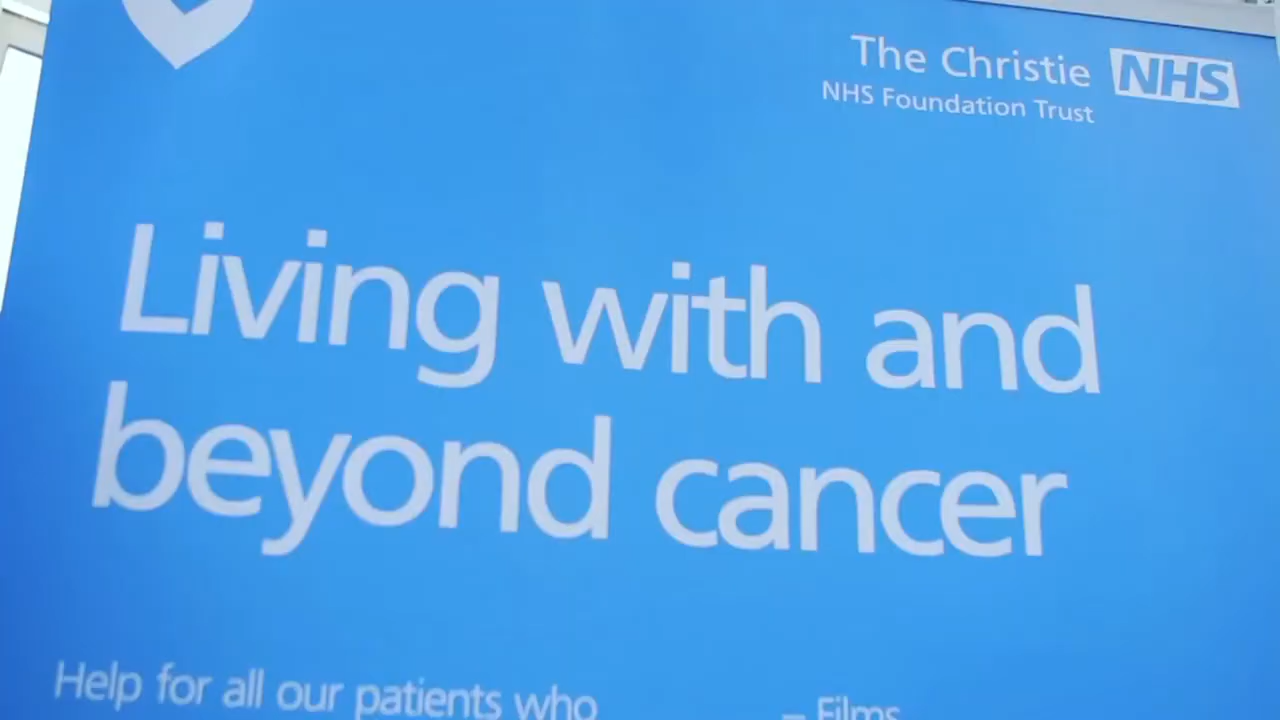 The Christie NHS
NHS Foundation Trust
Living with and
beyond cancer
Help for all our patients who
– Films